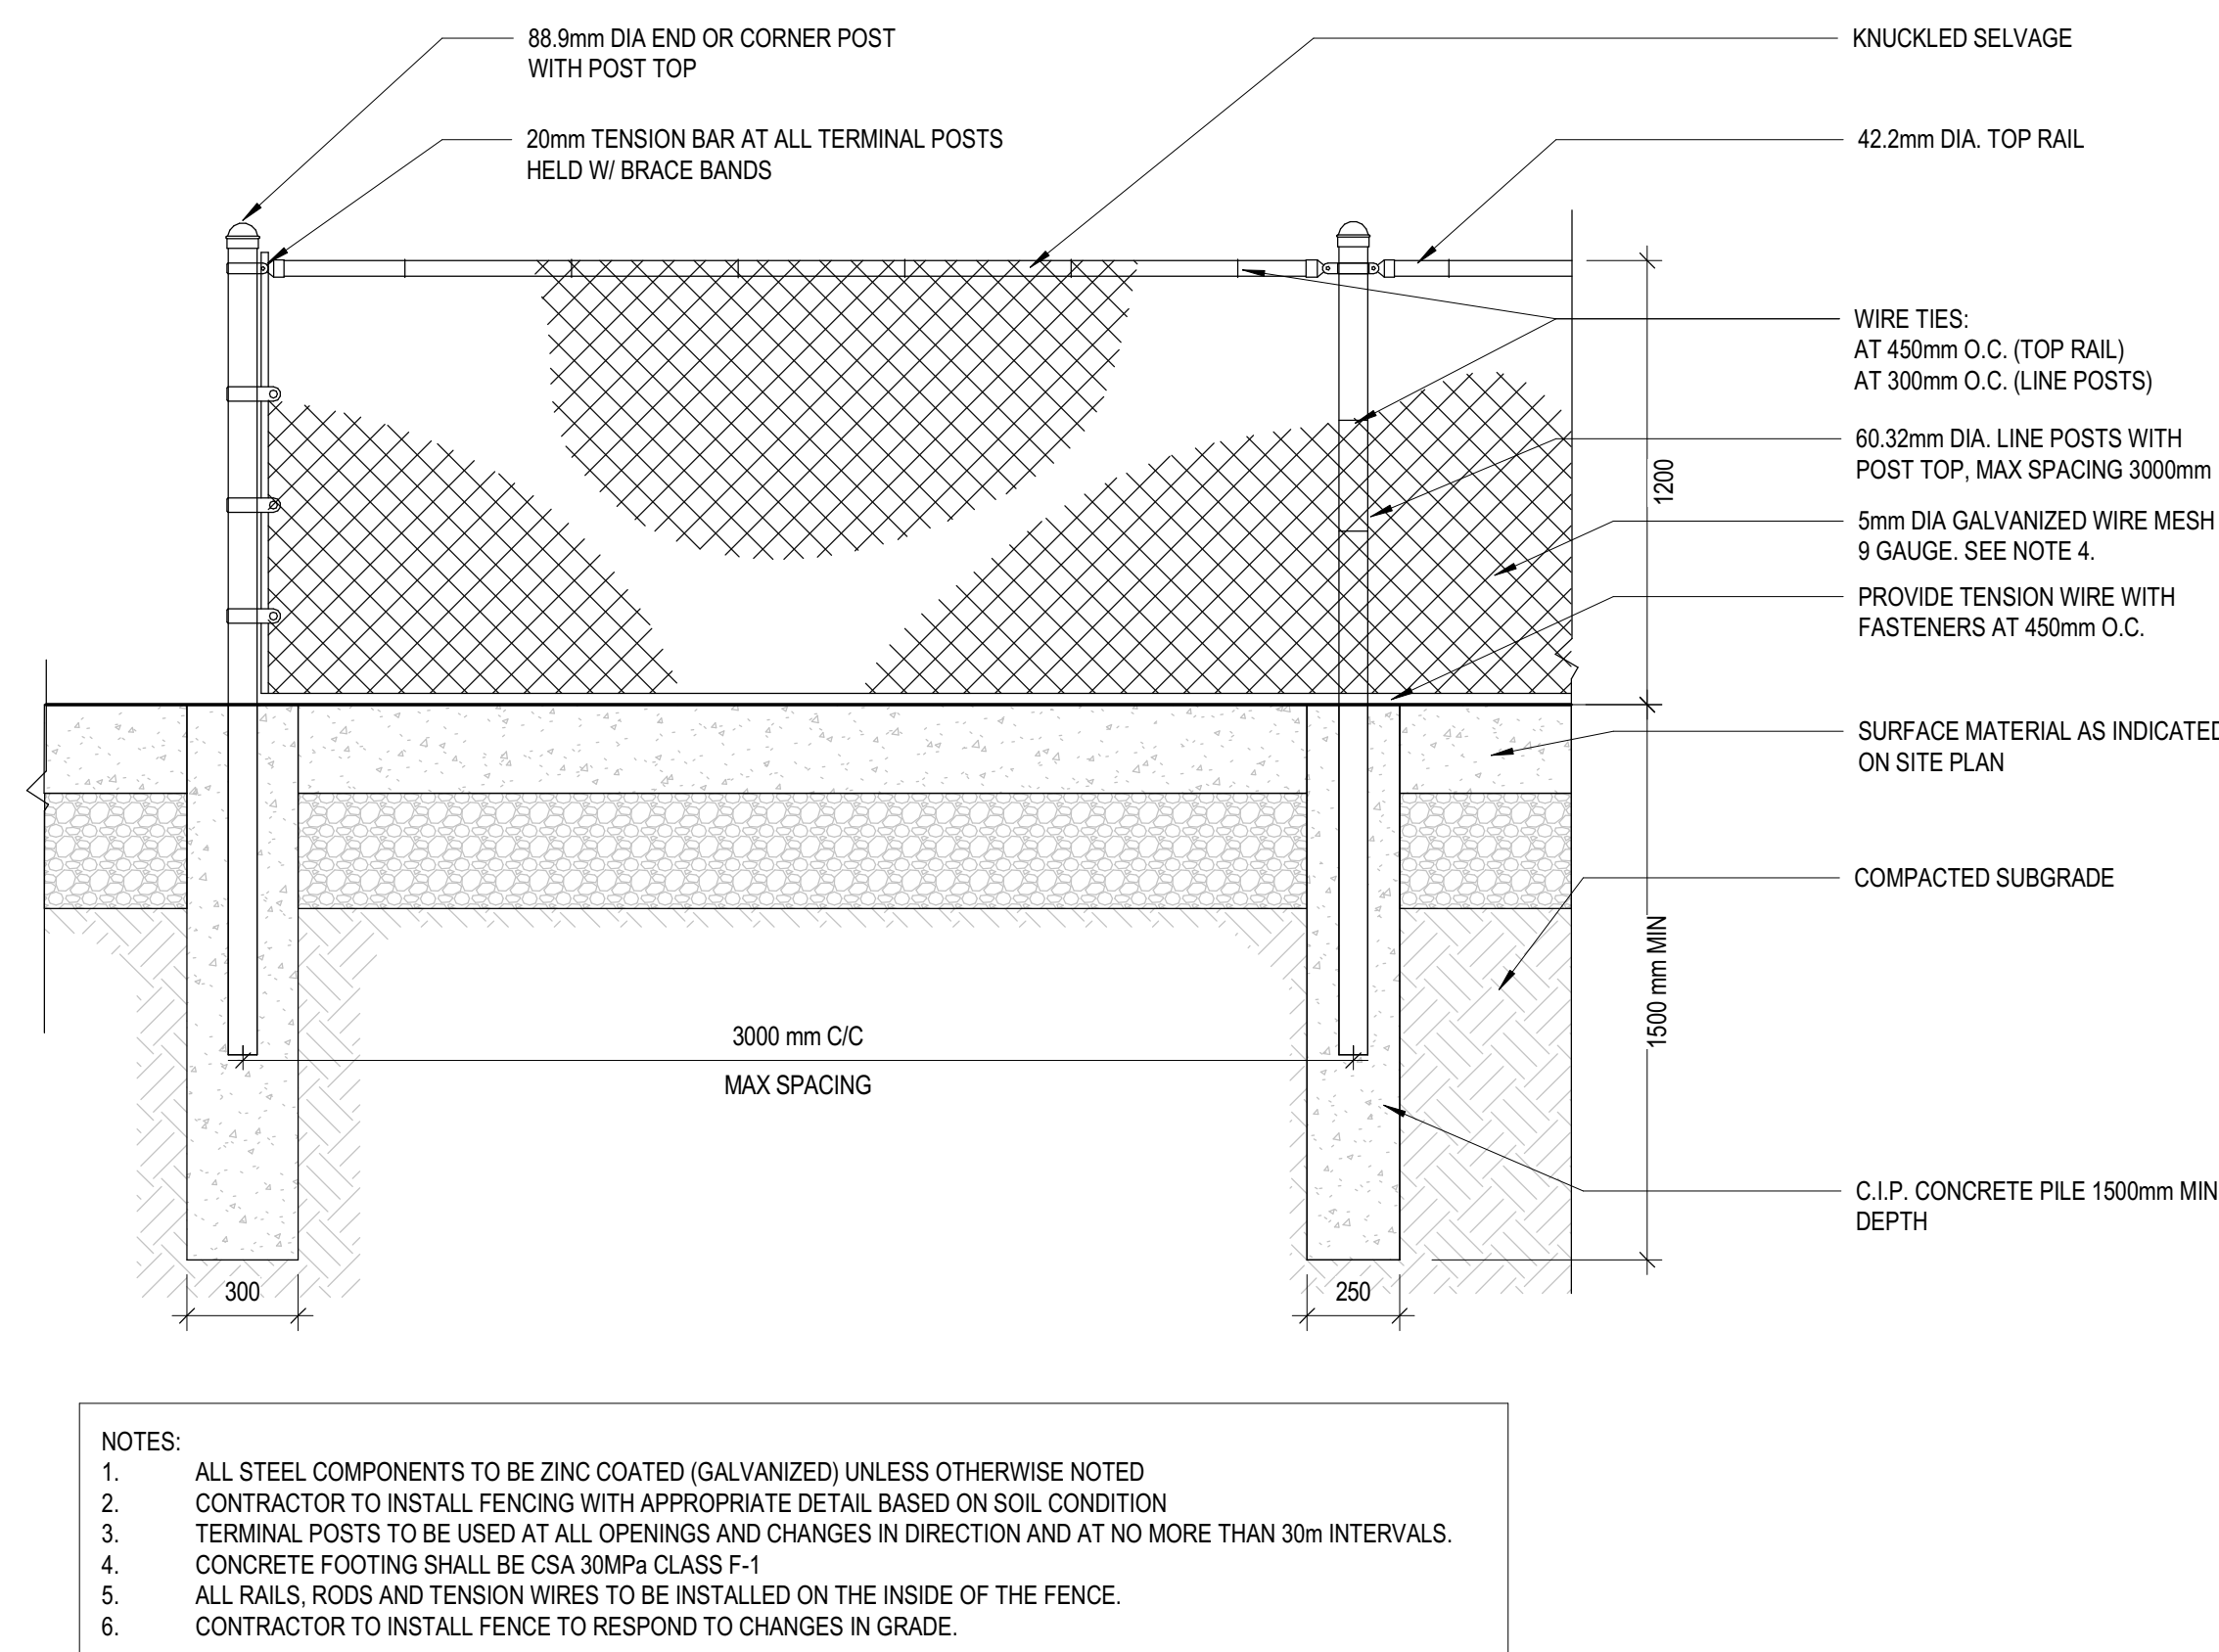 88.9mm DIA END OR CORNER POST
WITH POST TOP
20mm TENSION BAR AT ALL TERMINAL POSTS
HELD W/ BRACE BANDS
KNUCKLED SELVAGE
42.2mm DIA. TOP RAIL
WIRE TIES:
AT 450mm O.C. (TOP RAIL)
AT 300mm O.C. (LINE POSTS)
60.32mm DIA. LINE POSTS WITH
POST TOP, MAX SPACING 3000mm
1200
5mm DIA GALVANIZED WIRE MESH
9 GAUGE. SEE NOTE 4.
PROVIDE TENSION WIRE WITH
FASTENERS AT 450mm O.C.
SURFACE MATERIAL AS INDICATED
ON SITE PLAN
COMPACTED SUBGRADE
1500 mm MIN
3000 mm C/C
MAX SPACING
C.I.P. CONCRETE PILE 1500mm MIN
DEPTH
300
250
NOTES:
1. ALL STEEL COMPONENTS TO BE ZINC COATED (GALVANIZED) UNLESS OTHERWISE NOTED
2. CONTRACTOR TO INSTALL FENCING WITH APPROPRIATE DETAIL BASED ON SOIL CONDITION
3. TERMINAL POSTS TO BE USED AT ALL OPENINGS AND CHANGES IN DIRECTION AND AT NO MORE THAN 30m INTERVALS.
4. CONCRETE FOOTING SHALL BE CSA 30MPa CLASS F-1
5. ALL RAILS, RODS AND TENSION WIRES TO BE INSTALLED ON THE INSIDE OF THE FENCE.
6. CONTRACTOR TO INSTALL FENCE TO RESPOND TO CHANGES IN GRADE.